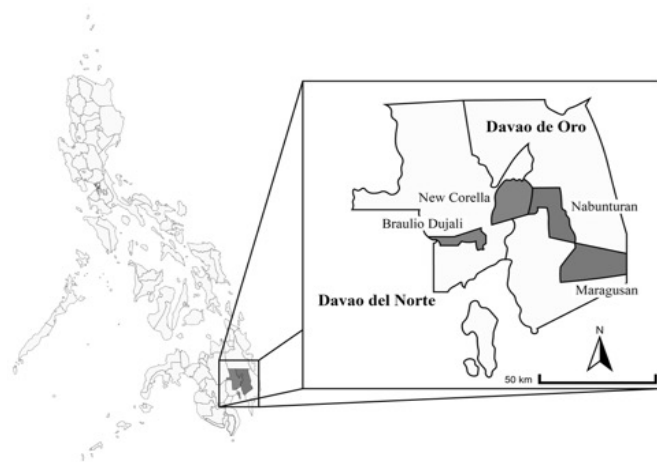 Davao de Oro
New Corella
Nabunturan
Braulio Dujali
Maragusan
Davao del Norte
N
50 km